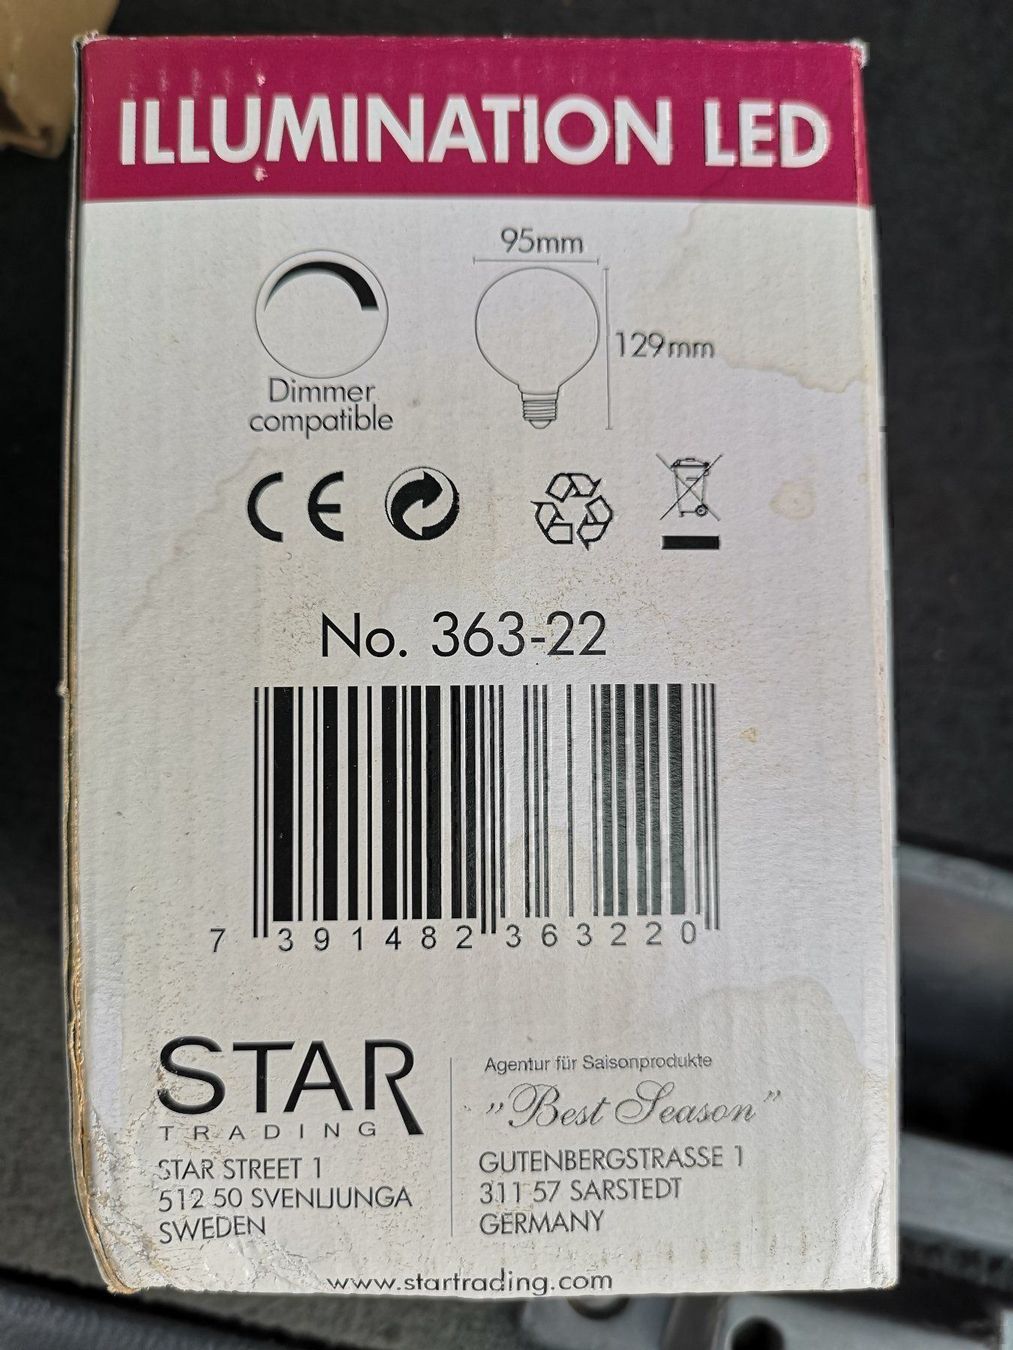 ILLUMINATION LED
95mm
129mm
Dimmer
compatible
CE
No. 363-22
7 391482 363220
STAR
TRADING
STAR STREET 1
512 50 SVENLJUNGA
SWEDEN
Agentur für Saisonprodukte
"Best Season"
GUTENBERGSTRASSE 1
311 57 SARSTEDT
GERMANY
www.startrading.com